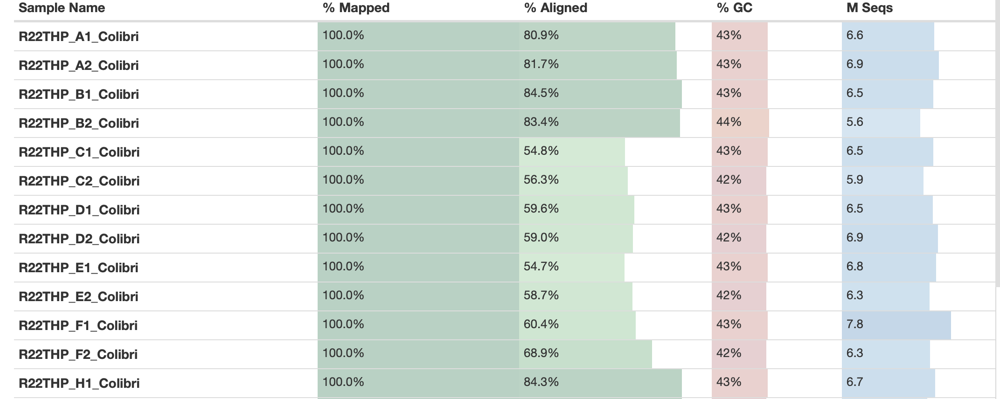 Sample Name % Mapped % Aligned % GC M Seqs
R22THP_A1_Colibri 100.0% 80.9% 43% 6.6
R22THP_A2_Colibri 100.0% 81.7% 43% 6.9
R22THP_B1_Colibri 100.0% 84.5% 43% 6.5
R22THP_B2_Colibri 100.0% 83.4% 44% 5.6
R22THP_C1_Colibri 100.0% 54.8% 43% 6.5
R22THP_C2_Colibri 100.0% 56.3% 42% 5.9
R22THP_D1_Colibri 100.0% 59.6% 43% 6.5
R22THP_D2_Colibri 100.0% 59.0% 42% 6.9
R22THP_E1_Colibri 100.0% 54.7% 43% 6.8
R22THP_E2_Colibri 100.0% 58.7% 42% 6.3
R22THP_F1_Colibri 100.0% 60.4% 43% 7.8
R22THP_F2_Colibri 100.0% 68.9% 42% 6.3
R22THP_H1_Colibri 100.0% 84.3% 43% 6.7